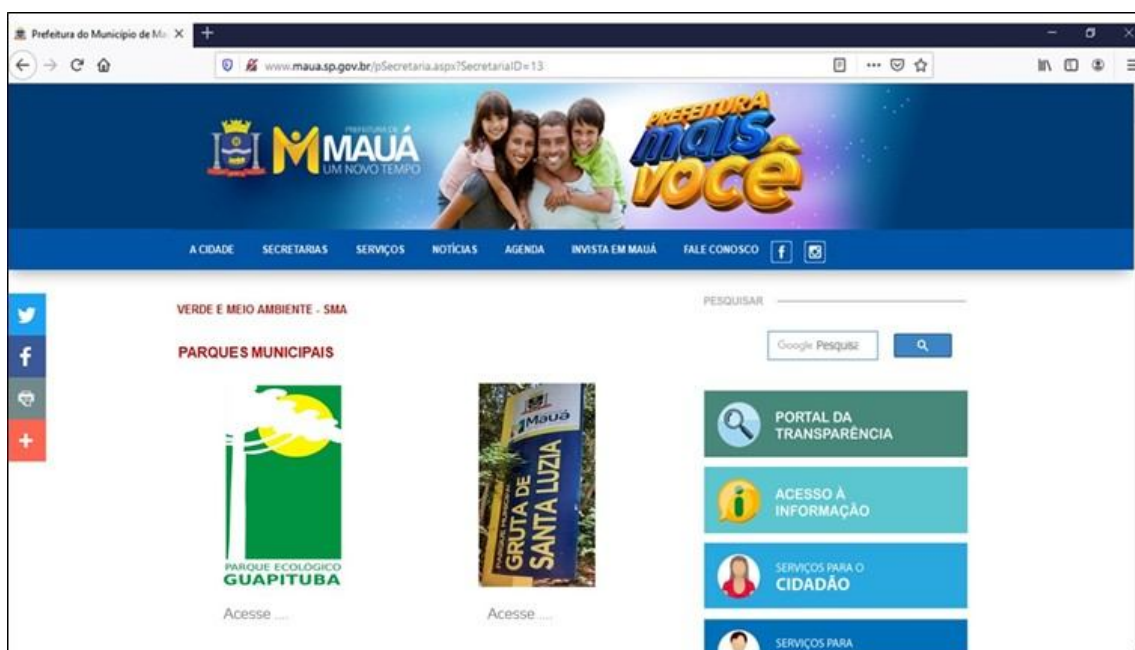 Prefeitura do Município de Ma
www.maua.sp.gov.br/pSecretaria.aspx?SecretariaID=13
PREFEITURA DE
MAUÁ
UM NOVO TEMPO
PREFEITURA
mais
VOCÊ
A CIDADE SECRETARIAS SERVIÇOS NOTÍCIAS AGENDA INVISTA EM MAUÁ FALE CONOSCO
VERDE E MEIO AMBIENTE - SMA
PESQUISAR
Google Pesquisa
PARQUES MUNICIPAIS
PARQUE ECOLÓGICO
GUAPITUBA
Mauá
PARQUE MUNICIPAL
GRUTA DE
SANTA LUZIA
Acesse ....
Acesse ....
PORTAL DA
TRANSPARÊNCIA
ACESSO À
INFORMAÇÃO
SERVIÇOS PARA O
CIDADÃO
SERVIÇOS PARA